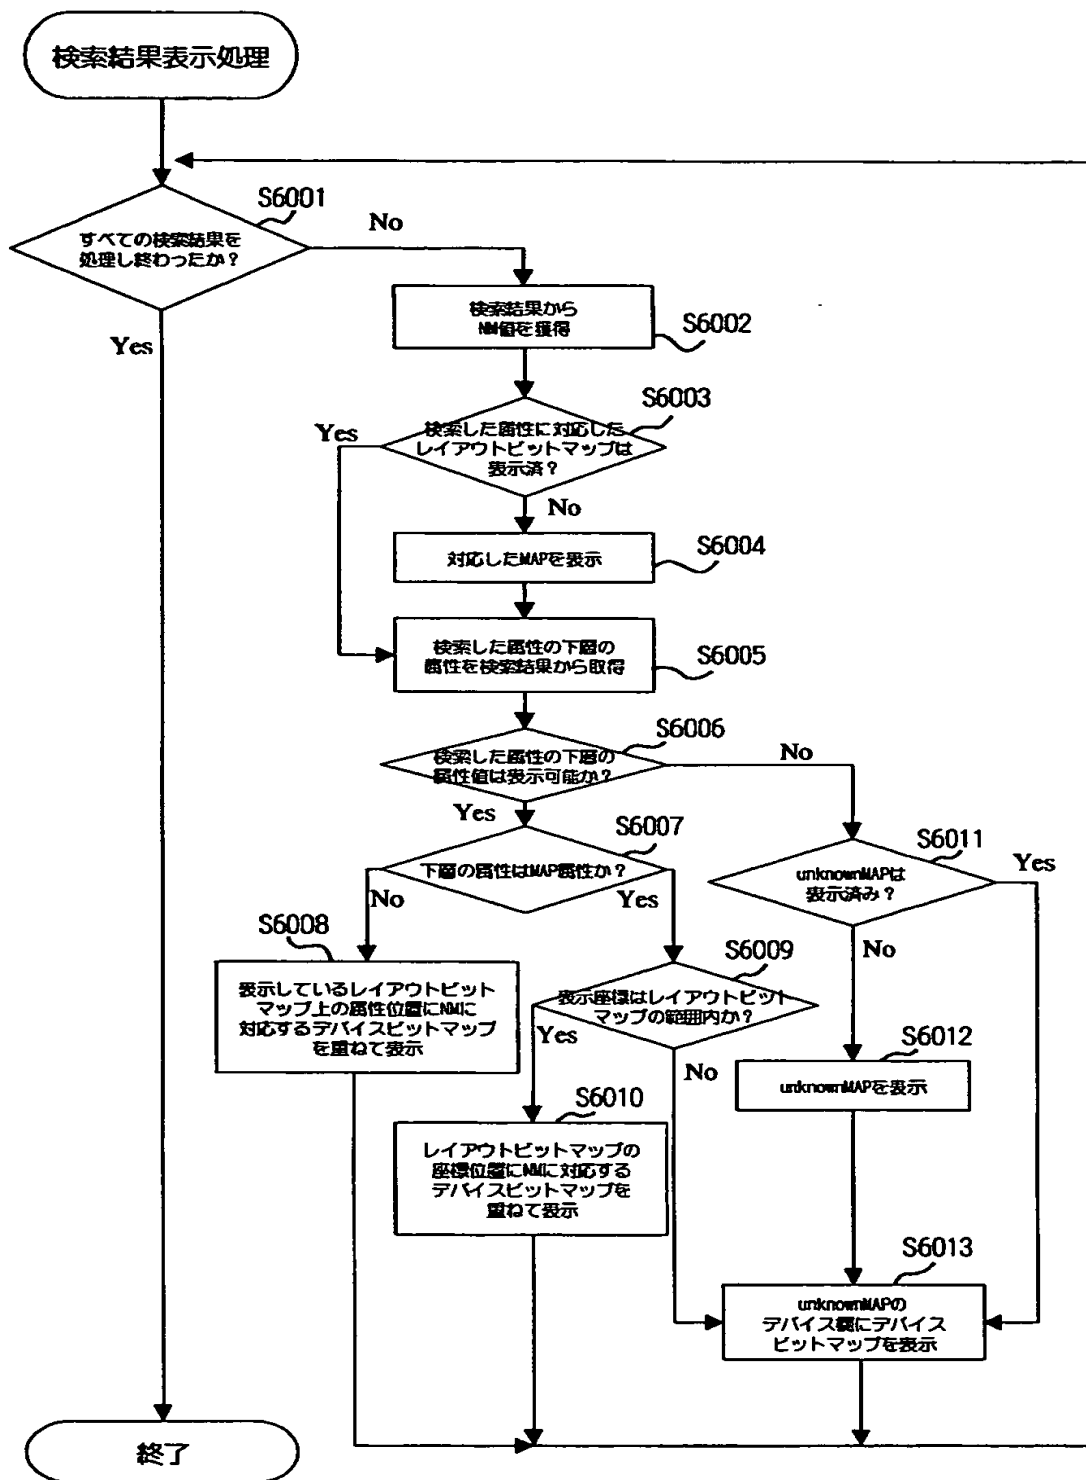 検索結果表示処理
S6001
No
すべての検索結果を
処理し終わったか？
Yes
検索結果から
NM値を獲得
S6002
S6003
Yes
検索した属性に対応した
レイアウトビットマップは
表示済？
No
対応したMAPを表示
S6004
検索した属性の下層の
属性を検索結果から取得
S6005
S6006
検索した属性の下層の
属性値は表示可能か？
No
Yes
S6007
下層の属性はMAP属性か？
No
Yes
S6011
unknownMAPは
表示済み？
Yes
No
S6008
表示しているレイアウトビット
マップ上の属性位置にNMに
対応するデバイスビットマップ
を重ねて表示
S6009
表示座標はレイアウトビット
マップの範囲内か？
Yes
No
S6012
unknownMAPを表示
S6010
レイアウトビットマップの
座標位置にNMに対応する
デバイスビットマップを
重ねて表示
S6013
unknownMAPの
デバイス欄にデバイス
ビットマップを表示
終了